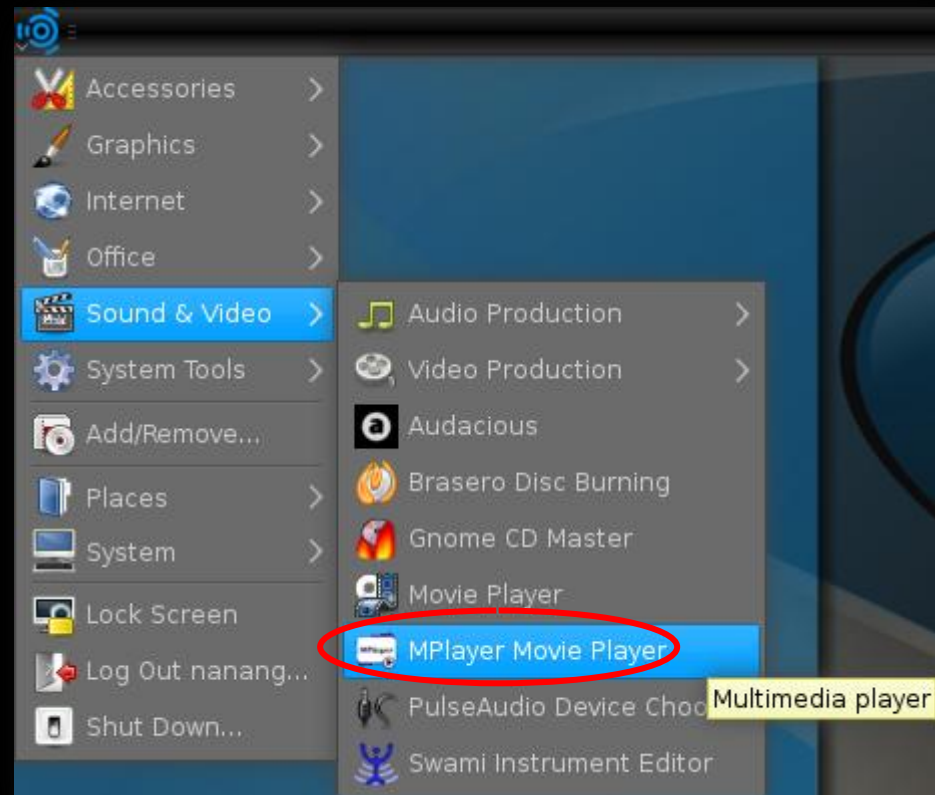 Accessories
Graphics
Internet
Office
Sound & Video
System Tools
Add/Remove...
Places
System
Lock Screen
Log Out nanang...
Shut Down...
Audio Production
Video Production
Audacious
Brasero Disc Burning
Gnome CD Master
Movie Player
MPlayer Movie Player
PulseAudio Device Choo
Multimedia player
Swami Instrument Editor